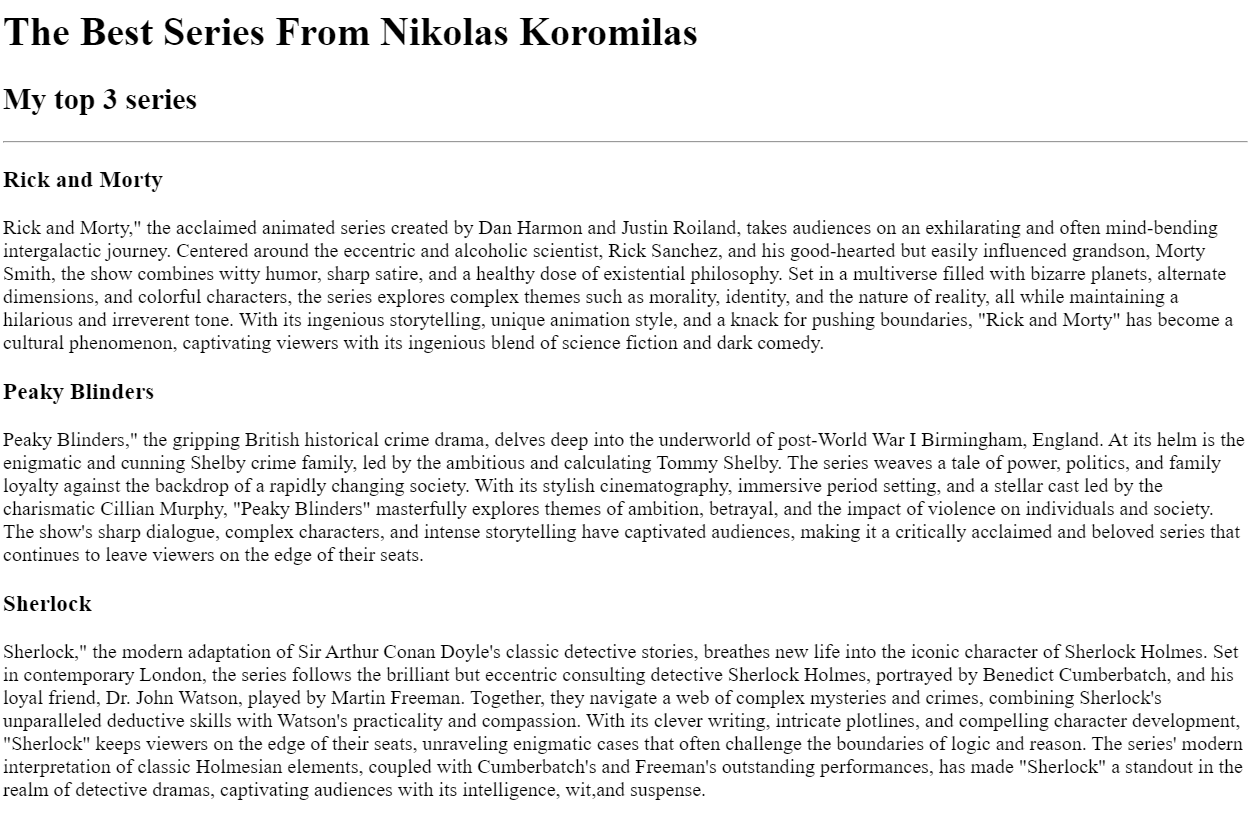 The Best Series From Nikolas Koromilas
My top 3 series
Rick and Morty
Rick and Morty," the acclaimed animated series created by Dan Harmon and Justin Roiland, takes audiences on an exhilarating and often mind-bending
intergalactic journey. Centered around the eccentric and alcoholic scientist, Rick Sanchez, and his good-hearted but easily influenced grandson, Morty
Smith, the show combines witty humor, sharp satire, and a healthy dose of existential philosophy. Set in a multiverse filled with bizarre planets, alternate
dimensions, and colorful characters, the series explores complex themes such as morality, identity, and the nature of reality, all while maintaining a
hilarious and irreverent tone. With its ingenious storytelling, unique animation style, and a knack for pushing boundaries, "Rick and Morty" has become a
cultural phenomenon, captivating viewers with its ingenious blend of science fiction and dark comedy.
Peaky Blinders
Peaky Blinders," the gripping British historical crime drama, delves deep into the underworld of post-World War I Birmingham, England. At its helm is the
enigmatic and cunning Shelby crime family, led by the ambitious and calculating Tommy Shelby. The series weaves a tale of power, politics, and family
loyalty against the backdrop of a rapidly changing society. With its stylish cinematography, immersive period setting, and a stellar cast led by the
charismatic Cillian Murphy, "Peaky Blinders" masterfully explores themes of ambition, betrayal, and the impact of violence on individuals and society.
The show's sharp dialogue, complex characters, and intense storytelling have captivated audiences, making it a critically acclaimed and beloved series that
continues to leave viewers on the edge of their seats.
Sherlock
Sherlock," the modern adaptation of Sir Arthur Conan Doyle's classic detective stories, breathes new life into the iconic character of Sherlock Holmes. Set
in contemporary London, the series follows the brilliant but eccentric consulting detective Sherlock Holmes, portrayed by Benedict Cumberbatch, and his
loyal friend, Dr. John Watson, played by Martin Freeman. Together, they navigate a web of complex mysteries and crimes, combining Sherlock's
unparalleled deductive skills with Watson's practicality and compassion. With its clever writing, intricate plotlines, and compelling character development,
"Sherlock" keeps viewers on the edge of their seats, unraveling enigmatic cases that often challenge the boundaries of logic and reason. The series' modern
interpretation of classic Holmesian elements, coupled with Cumberbatch's and Freeman's outstanding performances, has made "Sherlock" a standout in the
realm of detective dramas, captivating audiences with its intelligence, wit,and suspense.